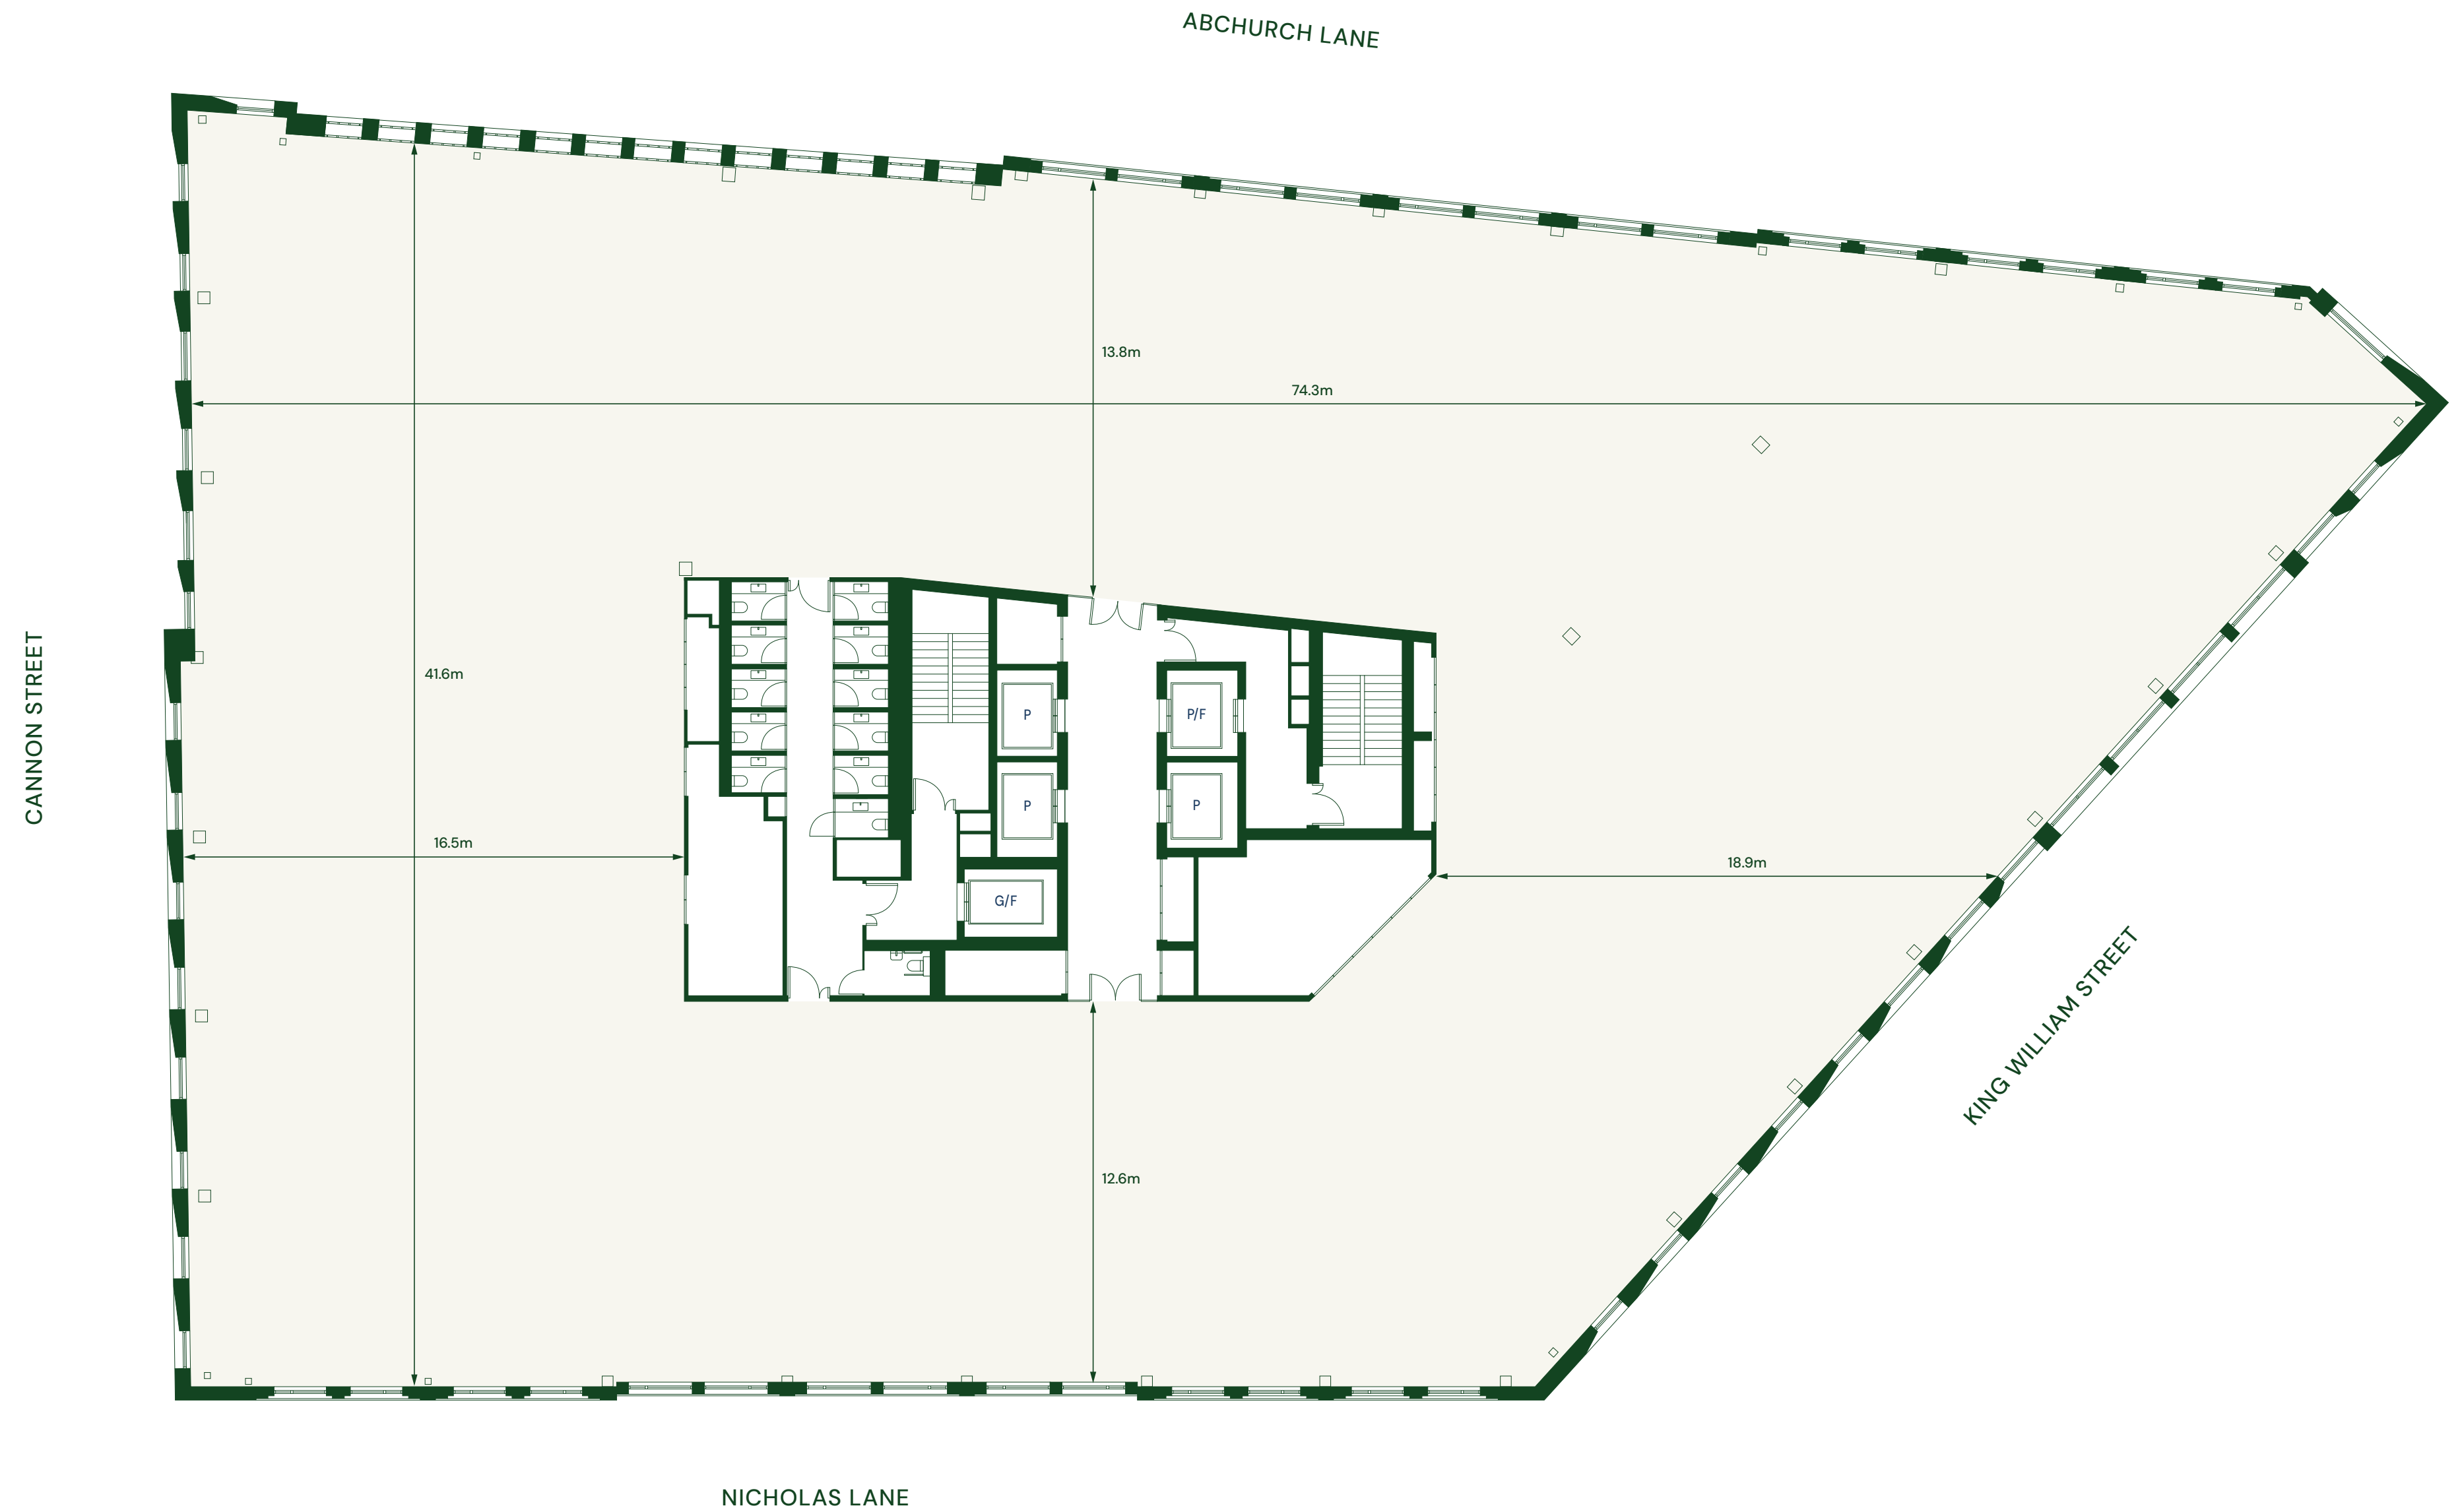 ABCHURCH LANE
13.8m
74.3m
CANNON STREET
41.6m
P
P/F
P
P
16.5m
18.9m
G/F
KING WILLIAM STREET
12.6m
NICHOLAS LANE